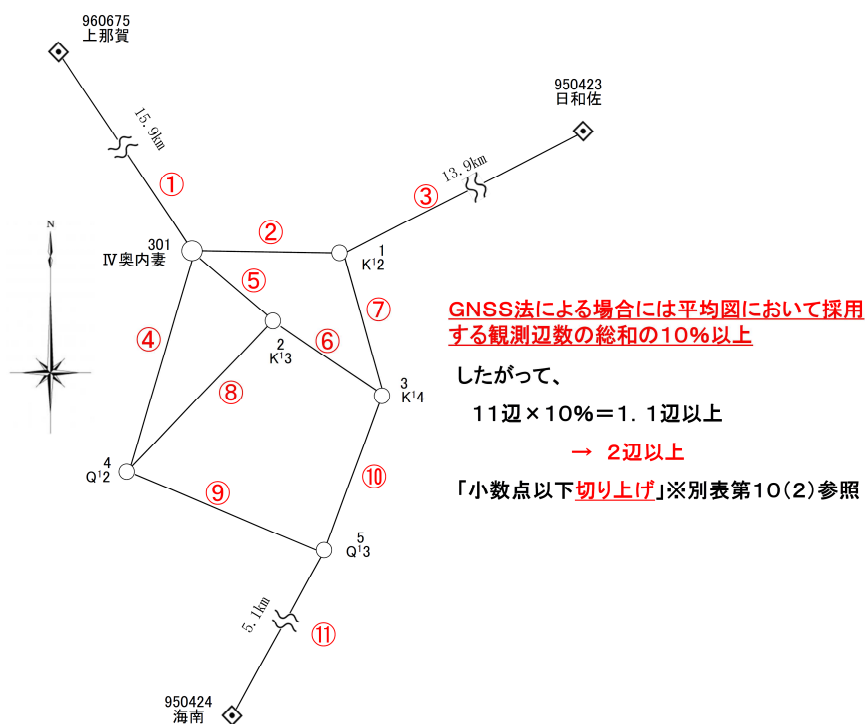 960675
上那賀
950423
日和佐
15.9km
13.9km
①
③
N
301
Ⅳ奥内妻
②
1
K¹2
⑤
⑦
2
K¹3
⑥
④
3
K¹4
⑧
4
Q¹2
⑨
⑩
5
Q¹3
5.1km
⑪
950424
海南
GNSS法による場合には平均図において採用
する観測辺数の総和の10%以上
したがって、
11辺×10%=1.1辺以上
→ 2辺以上
「小数点以下切り上げ」※別表第10(2)参照